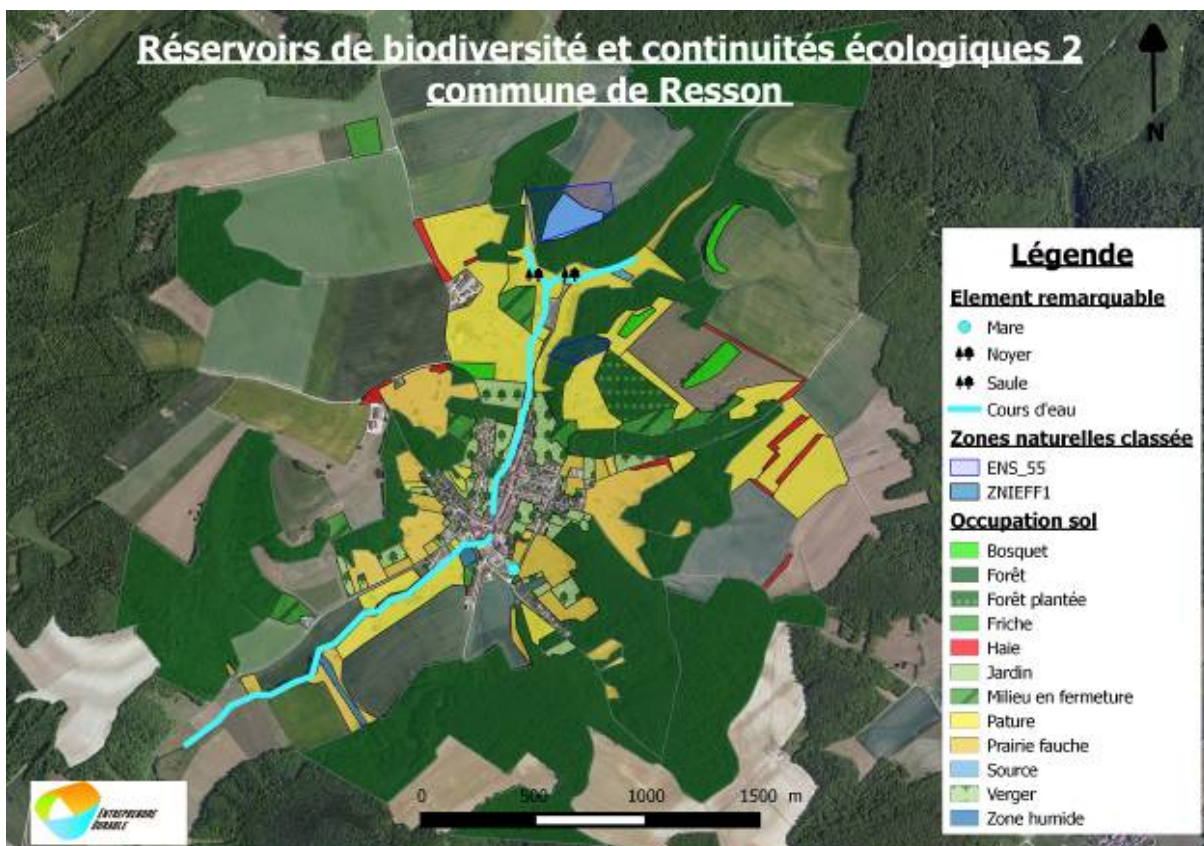 Réservoirs de biodiversité et continuités écologiques 2
commune de Resson
N
Légende
Element remarquable
Mare
Noyer
Saule
Cours d'eau
Zones naturelles classée
ENS_55
ZNIEFF1
Occupation sol
Bosquet
Forêt
Forêt plantée
Friche
Haie
Jardin
Milieu en fermeture
Pature
Prairie fauche
Source
Verger
Zone humide
0 500 1000 1500 m
ENTREPRENDRE
DURABLE